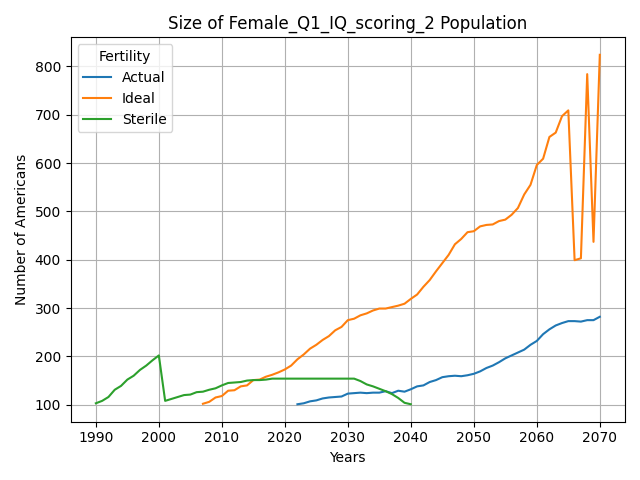 Size of Female_Q1_IQ_scoring_2 Population
Fertility
Actual
Ideal
Sterile
Number of Americans
800
700
600
500
400
300
200
100
1990 2000 2010 2020 2030 2040 2050 2060 2070
Years